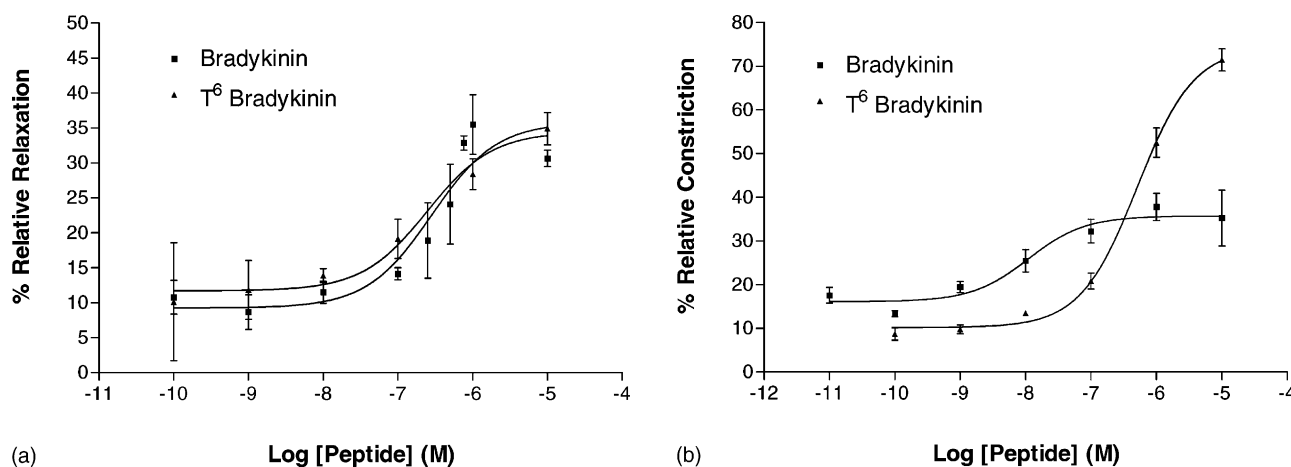 50
45
40
35
30
25
20
15
10
5
0
% Relative Relaxation
Bradykinin
T⁶ Bradykinin
-11 -10 -9 -8 -7 -6 -5 -4
Log [Peptide] (M)
(a)
80
70
60
50
40
30
20
10
0
% Relative Constriction
Bradykinin
T⁶ Bradykinin
-12 -11 -10 -9 -8 -7 -6 -5 -4
Log [Peptide] (M)
(b)